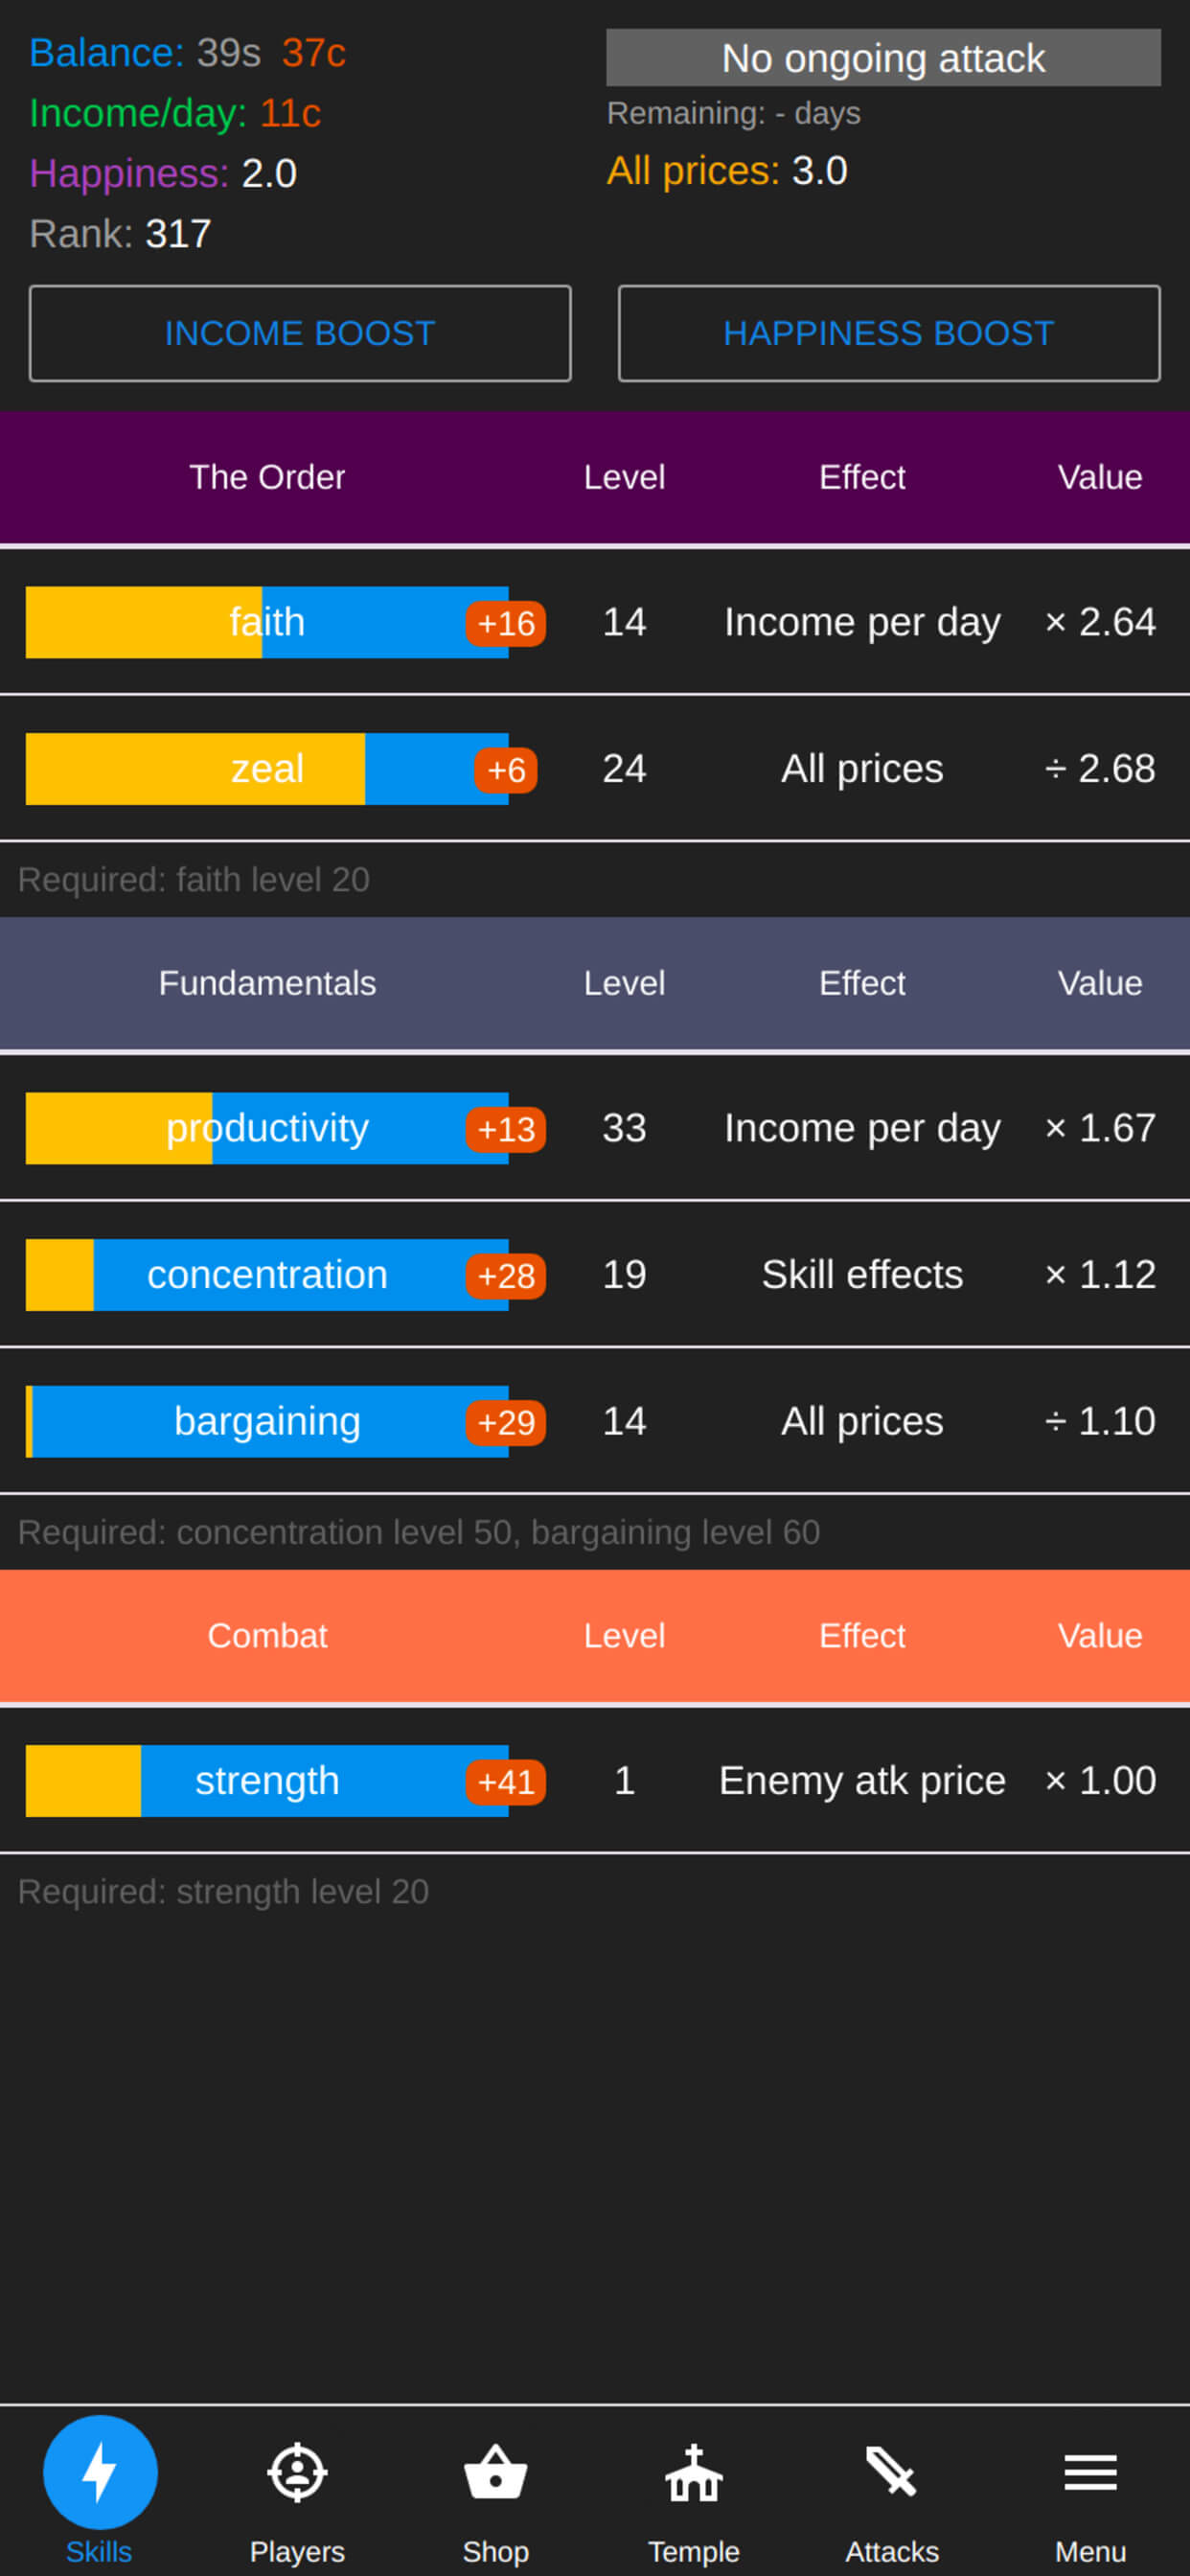 Balance: 39s 37c
Income/day: 11c
Happiness: 2.0
Rank: 317
No ongoing attack
Remaining: - days
All prices: 3.0
INCOME BOOST
HAPPINESS BOOST
The Order Level Effect Value
faith +16 14 Income per day × 2.64
zeal +6 24 All prices ÷ 2.68
Required: faith level 20
Fundamentals Level Effect Value
productivity +13 33 Income per day × 1.67
concentration +28 19 Skill effects × 1.12
bargaining +29 14 All prices ÷ 1.10
Required: concentration level 50, bargaining level 60
Combat Level Effect Value
strength +41 1 Enemy atk price × 1.00
Required: strength level 20
Skills Players Shop Temple Attacks Menu